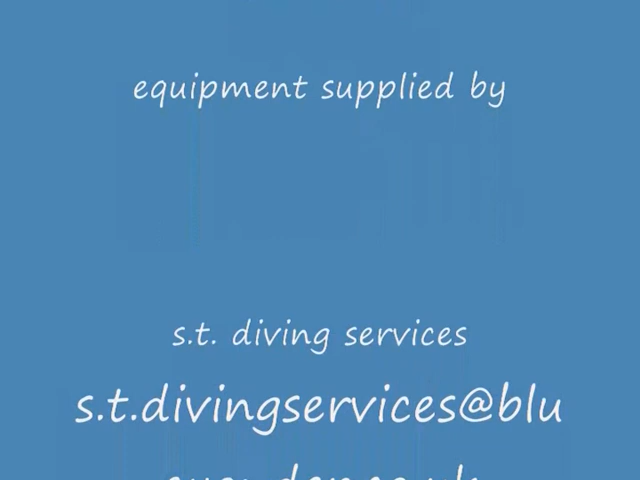 equipment supplied by
s.t. diving services
s.t.divingservices@blu